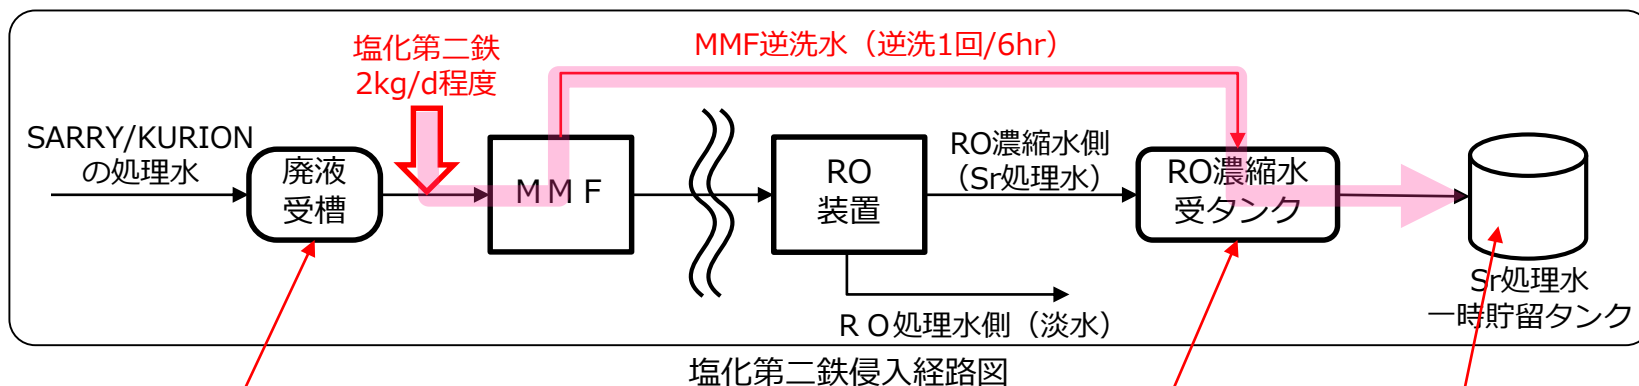 塩化第二鉄
2kg/d程度
MMF逆洗水（逆洗1回/6hr）
SARRY/KURION
の処理水
廃液
受槽
ＭＭＦ
RO
装置
RO濃縮水側
（Sr処理水）
RO濃縮水
受タンク
Sr処理水
一時貯留タンク
ＲＯ処理水側（淡水）
塩化第二鉄侵入経路図